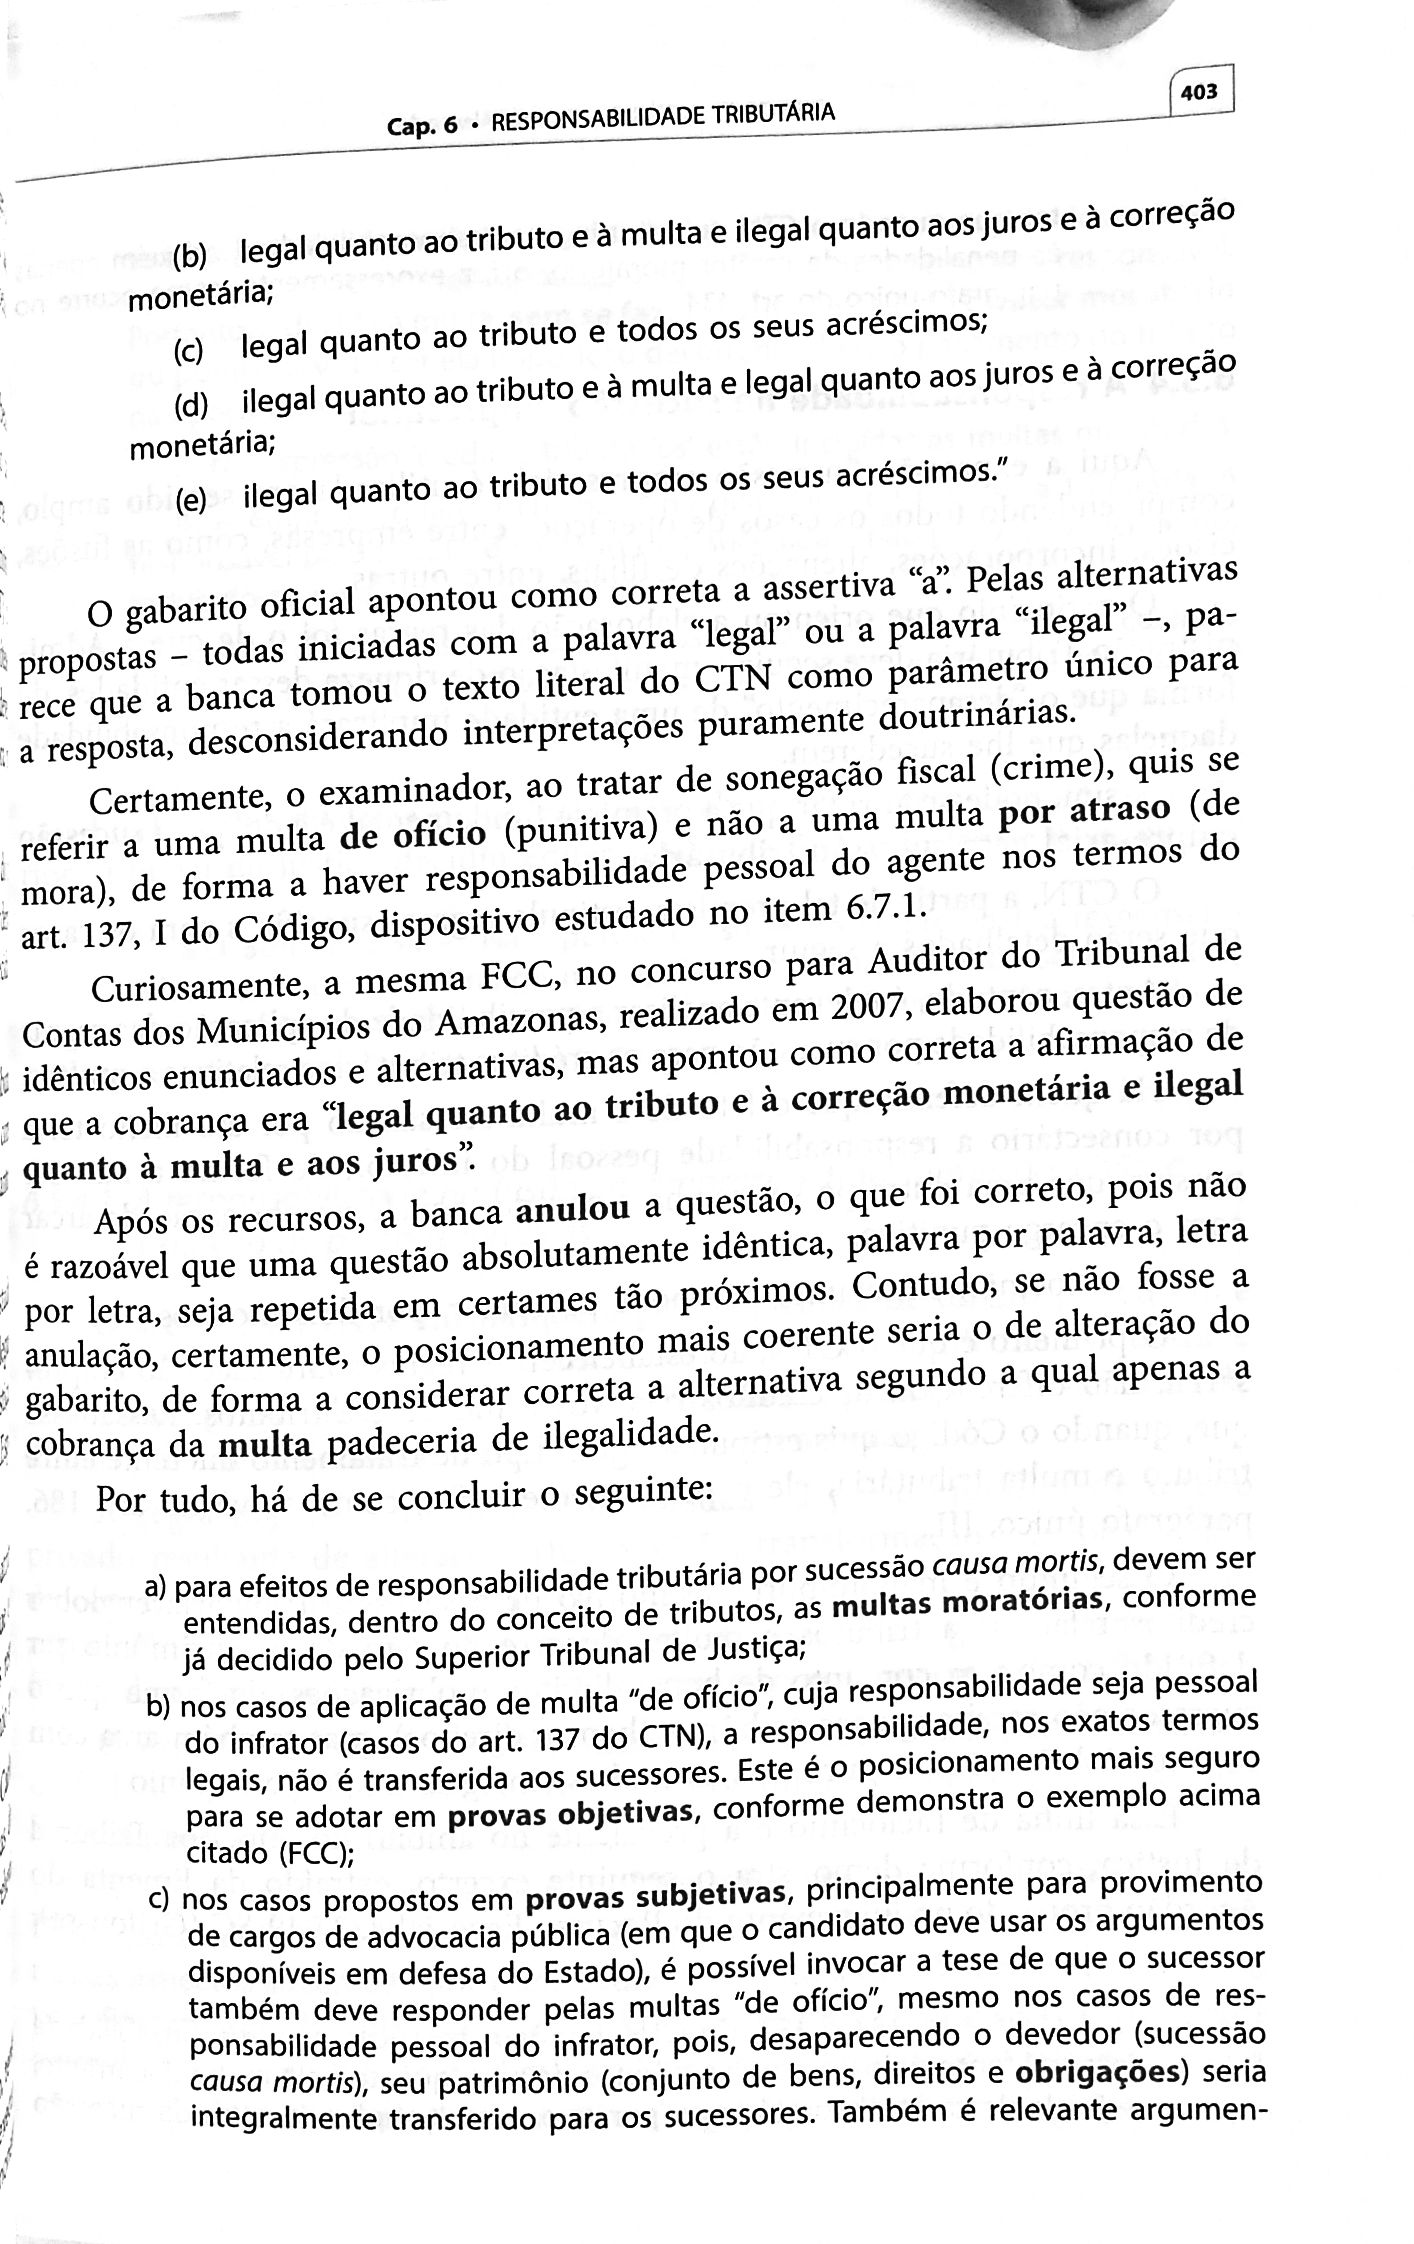 Cap. 6 • RESPONSABILIDADE TRIBUTÁRIA
403
(b) legal quanto ao tributo e à multa e ilegal quanto aos juros e à correção
monetária;
(c) legal quanto ao tributo e todos os seus acréscimos;
(d) ilegal quanto ao tributo e à multa e legal quanto aos juros e à correção
monetária;
(e) ilegal quanto ao tributo e todos os seus acréscimos."
O gabarito oficial apontou como correta a assertiva “a”. Pelas alternativas
propostas – todas iniciadas com a palavra “legal” ou a palavra “ilegal” –, pa-
rece que a banca tomou o texto literal do CTN como parâmetro único para
a resposta, desconsiderando interpretações puramente doutrinárias.
Certamente, o examinador, ao tratar de sonegação fiscal (crime), quis se
referir a uma multa de ofício (punitiva) e não a uma multa por atraso (de
mora), de forma a haver responsabilidade pessoal do agente nos termos do
art. 137, I do Código, dispositivo estudado no item 6.7.1.
Curiosamente, a mesma FCC, no concurso para Auditor do Tribunal de
Contas dos Municípios do Amazonas, realizado em 2007, elaborou questão de
idênticos enunciados e alternativas, mas apontou como correta a afirmação de
que a cobrança era “legal quanto ao tributo e à correção monetária e ilegal
quanto à multa e aos juros”.
Após os recursos, a banca anulou a questão, o que foi correto, pois não
é razoável que uma questão absolutamente idêntica, palavra por palavra, letra
por letra, seja repetida em certames tão próximos. Contudo, se não fosse a
anulação, certamente, o posicionamento mais coerente seria o de alteração do
gabarito, de forma a considerar correta a alternativa segundo a qual apenas a
cobrança da multa padeceria de ilegalidade.
Por tudo, há de se concluir o seguinte:
a) para efeitos de responsabilidade tributária por sucessão causa mortis, devem ser
entendidas, dentro do conceito de tributos, as multas moratórias, conforme
já decidido pelo Superior Tribunal de Justiça;
b) nos casos de aplicação de multa "de ofício", cuja responsabilidade seja pessoal
do infrator (casos do art. 137 do CTN), a responsabilidade, nos exatos termos
legais, não é transferida aos sucessores. Este é o posicionamento mais seguro
para se adotar em provas objetivas, conforme demonstra o exemplo acima
citado (FCC);
c) nos casos propostos em provas subjetivas, principalmente para provimento
de cargos de advocacia pública (em que o candidato deve usar os argumentos
disponíveis em defesa do Estado), é possível invocar a tese de que o sucessor
também deve responder pelas multas "de ofício", mesmo nos casos de res-
ponsabilidade pessoal do infrator, pois, desaparecendo o devedor (sucessão
causa mortis), seu patrimônio (conjunto de bens, direitos e obrigações) seria
integralmente transferido para os sucessores. Também é relevante argumen-